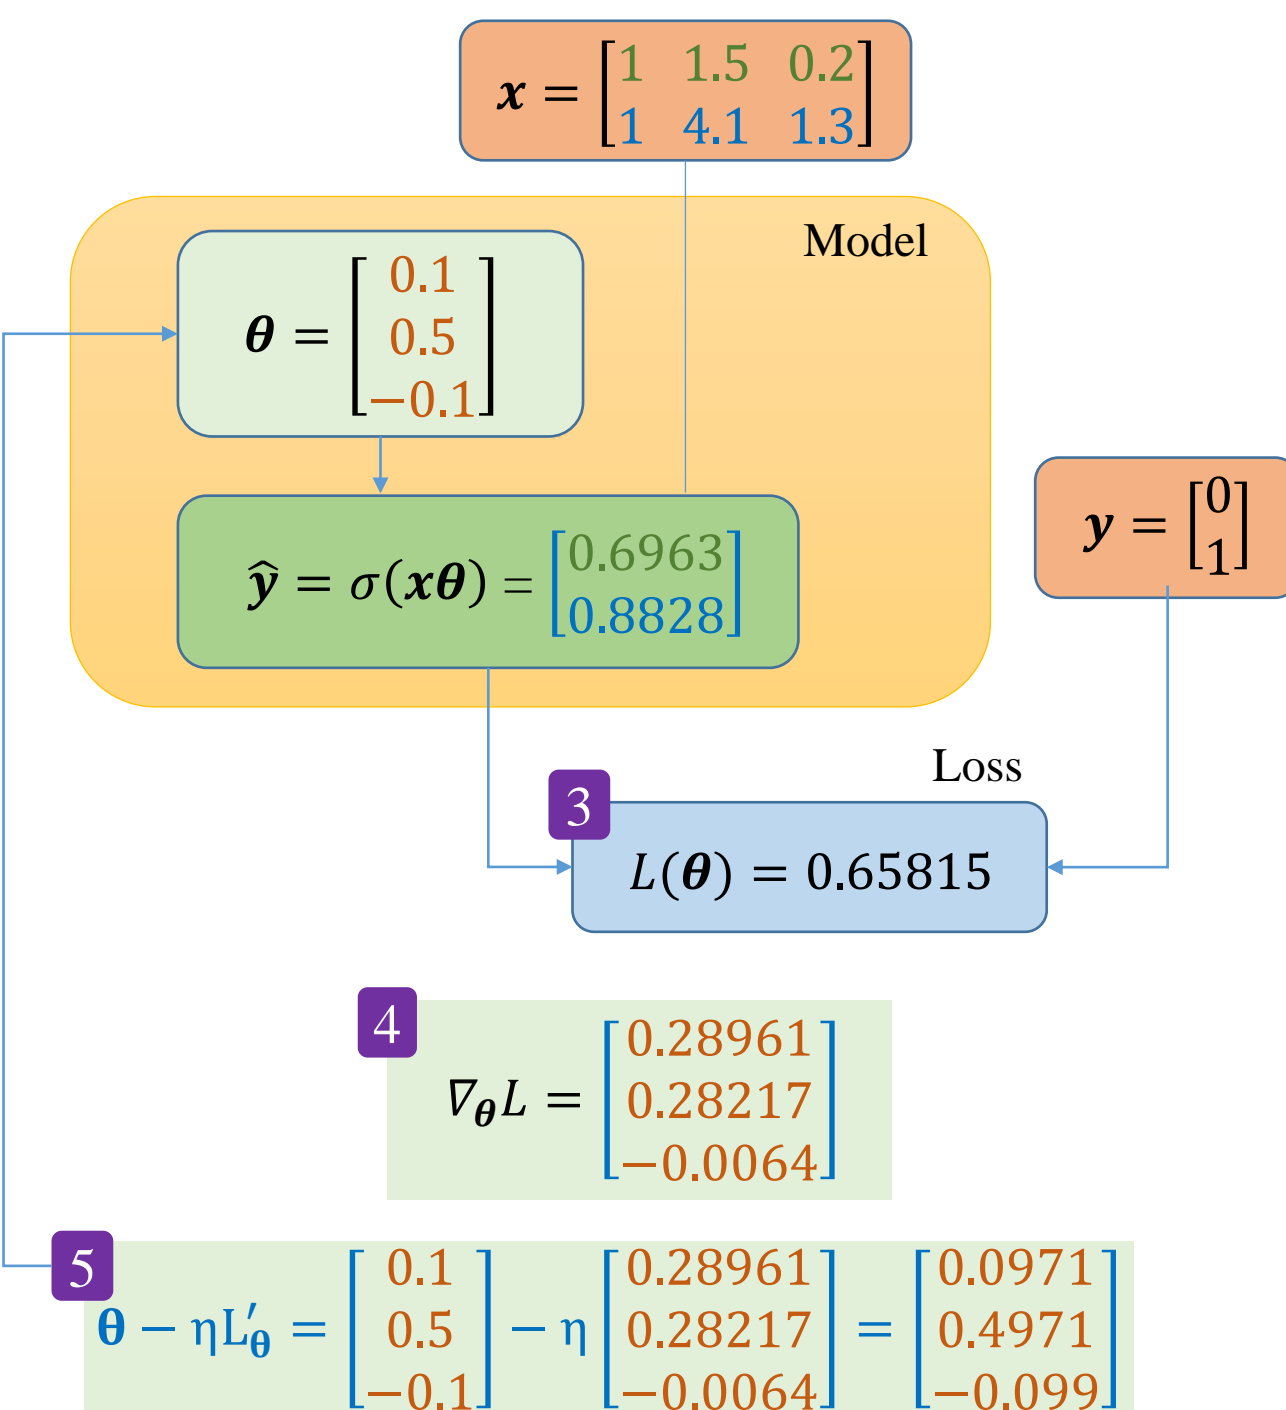 𝒙 = [1 1.5 0.2
1 4.1 1.3]
Model
𝜽 = [0.1
0.5
−0.1]
ŷ = σ(𝒙𝜽) = [0.6963
0.8828]
𝒚 = [0
1]
Loss
3
L(𝜽) = 0.65815
4
∇𝜽L = [0.28961
0.28217
−0.0064]
5
𝛉 − ηL′𝛉 = [0.1
0.5
−0.1] − η [0.28961
0.28217
−0.0064] = [0.0971
0.4971
−0.099]